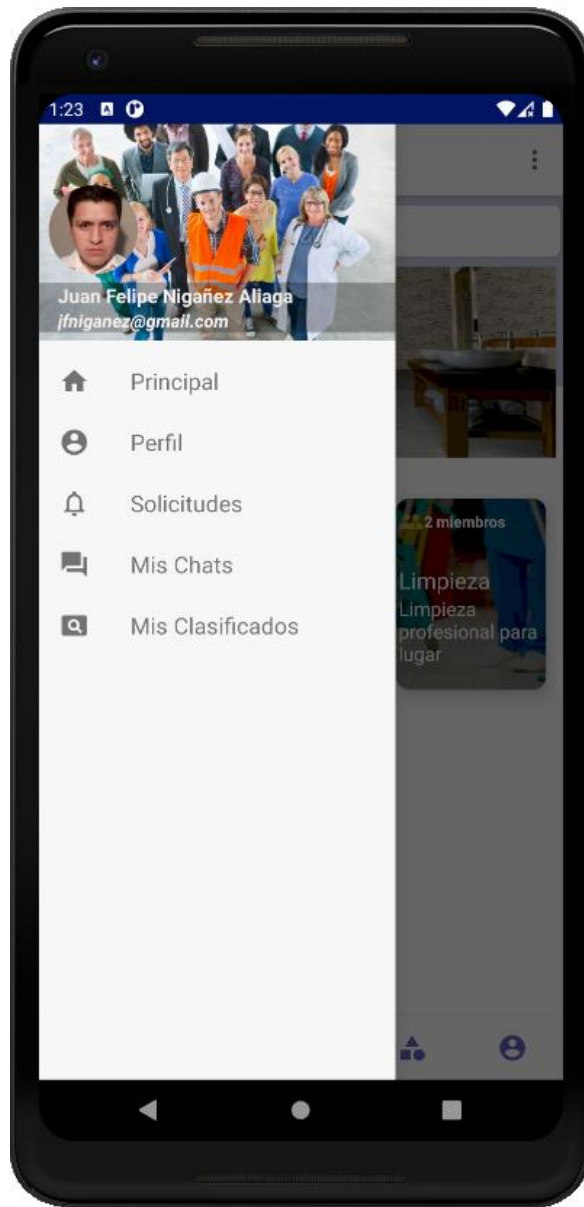 1:23
Juan Felipe Nigañez Aliaga
jfniganez@gmail.com
Principal
Perfil
Solicitudes
Mis Chats
Mis Clasificados
2 miembros
Limpieza
Limpieza
profesional para
lugar